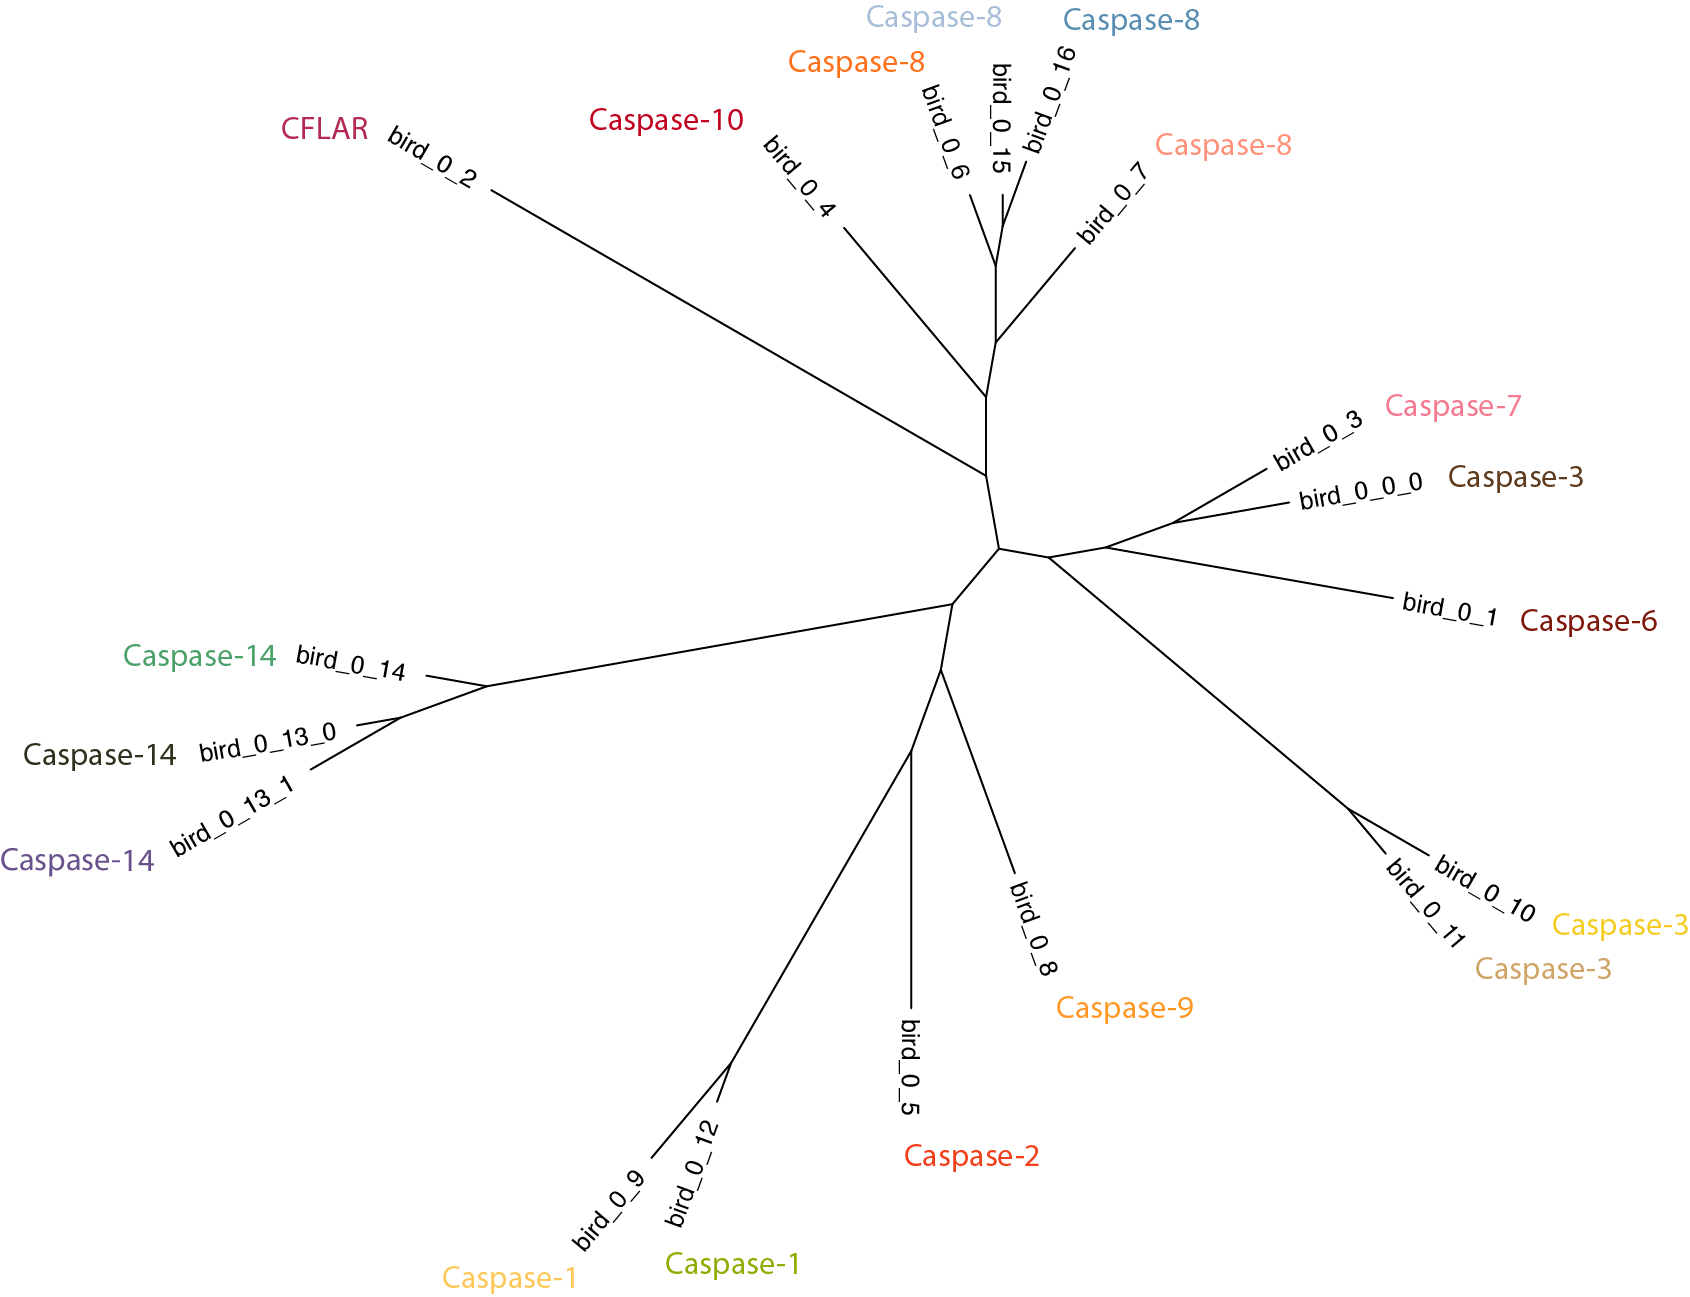 Caspase-8
Caspase-8
Caspase-8
bird_0_6
bird_0_15
bird_0_16
CFLAR
bird_0_2
Caspase-10
bird_0_4
bird_0_7
Caspase-8
bird_0_3
Caspase-7
bird_0_0_0
Caspase-3
bird_0_1
Caspase-6
Caspase-14
bird_0_14
Caspase-14
bird_0_13_0
Caspase-14
bird_0_13_1
bird_0_10
Caspase-3
bird_0_11
Caspase-3
bird_0_8
Caspase-9
bird_0_5
Caspase-2
bird_0_9
Caspase-1
bird_0_12
Caspase-1